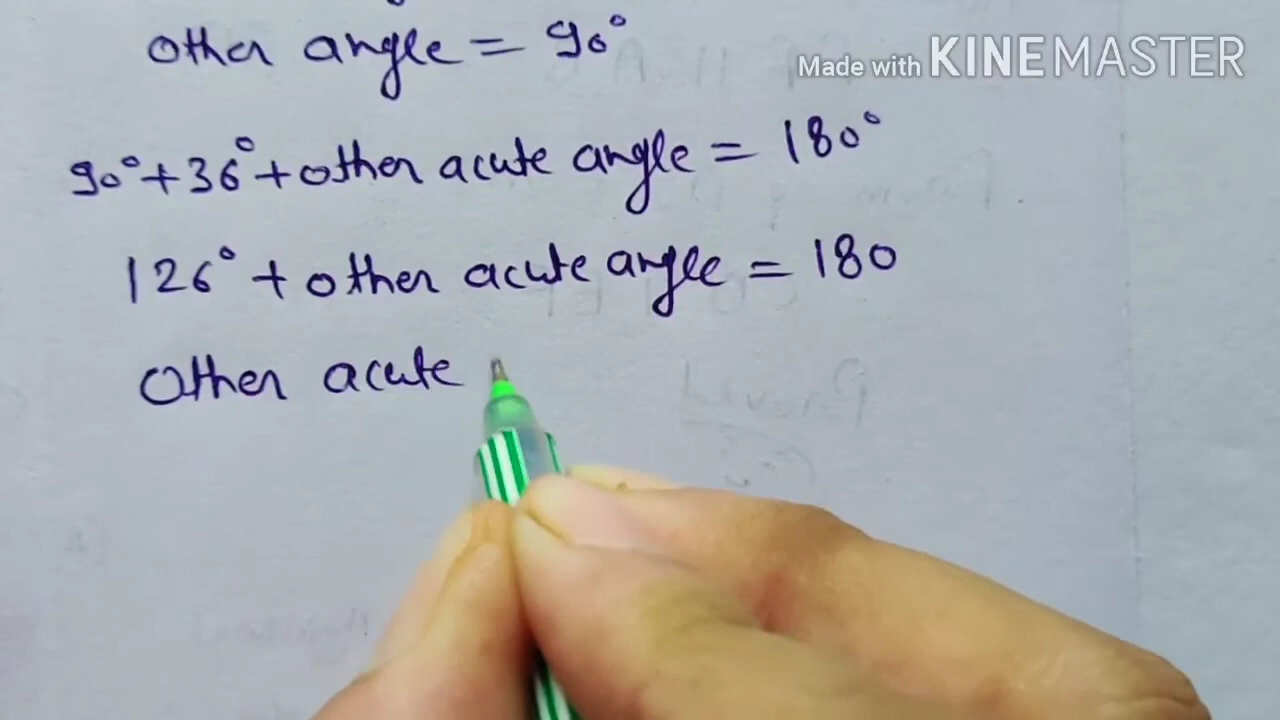 Other angle = 90°
Made with KINEMASTER
90° + 36° + other acute angle = 180°
126° + other acute angle = 180
Other acute